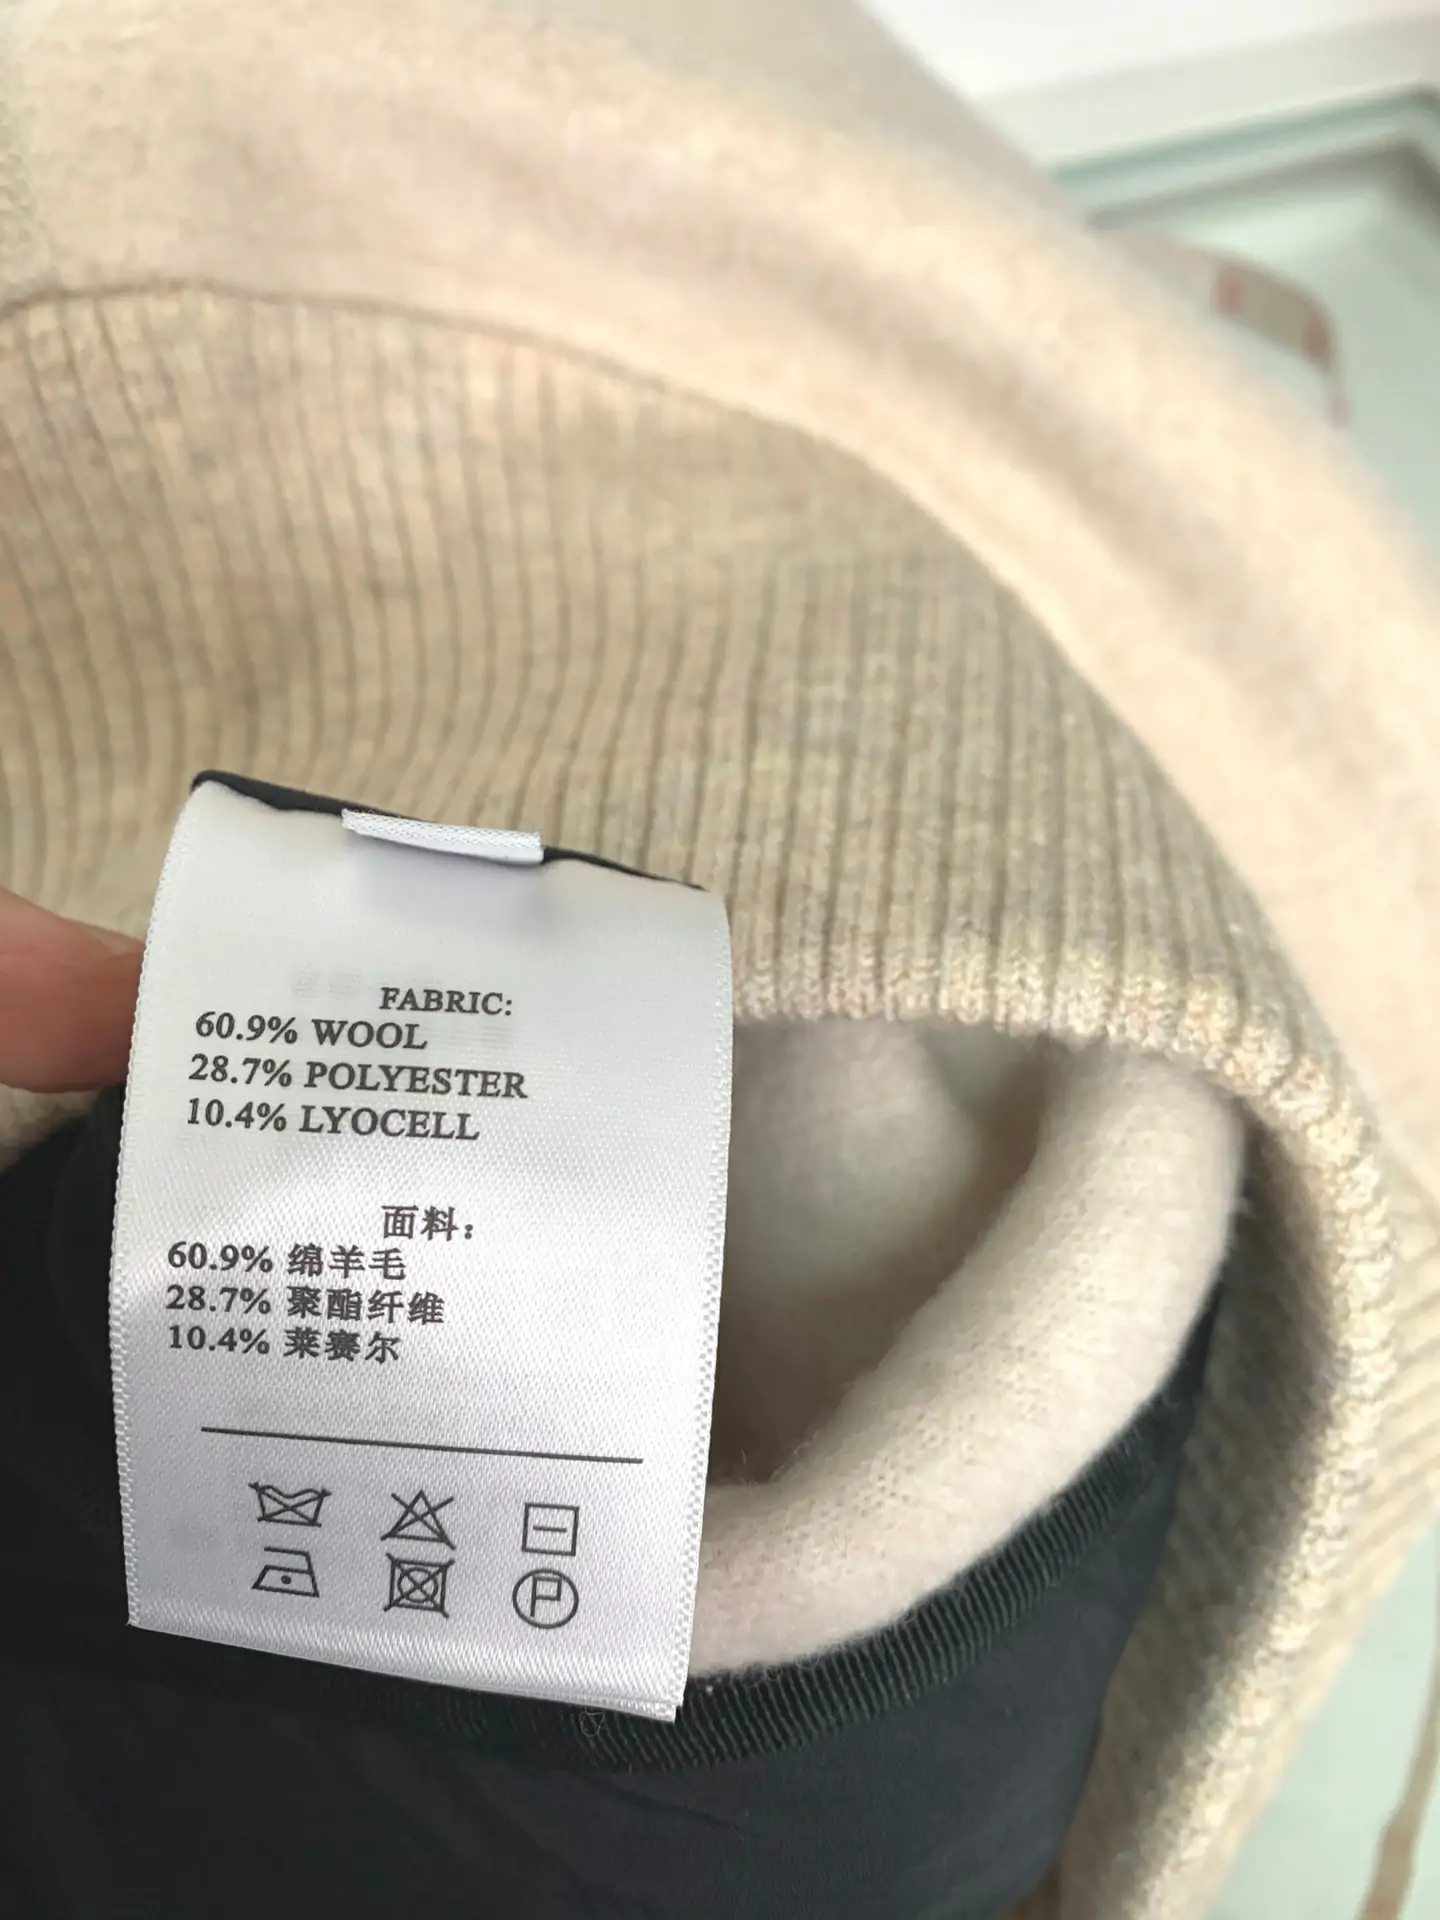 FABRIC:
60.9% WOOL
28.7% POLYESTER
10.4% LYOCELL
面料：
60.9% 绵羊毛
28.7% 聚酯纤维
10.4% 莱赛尔